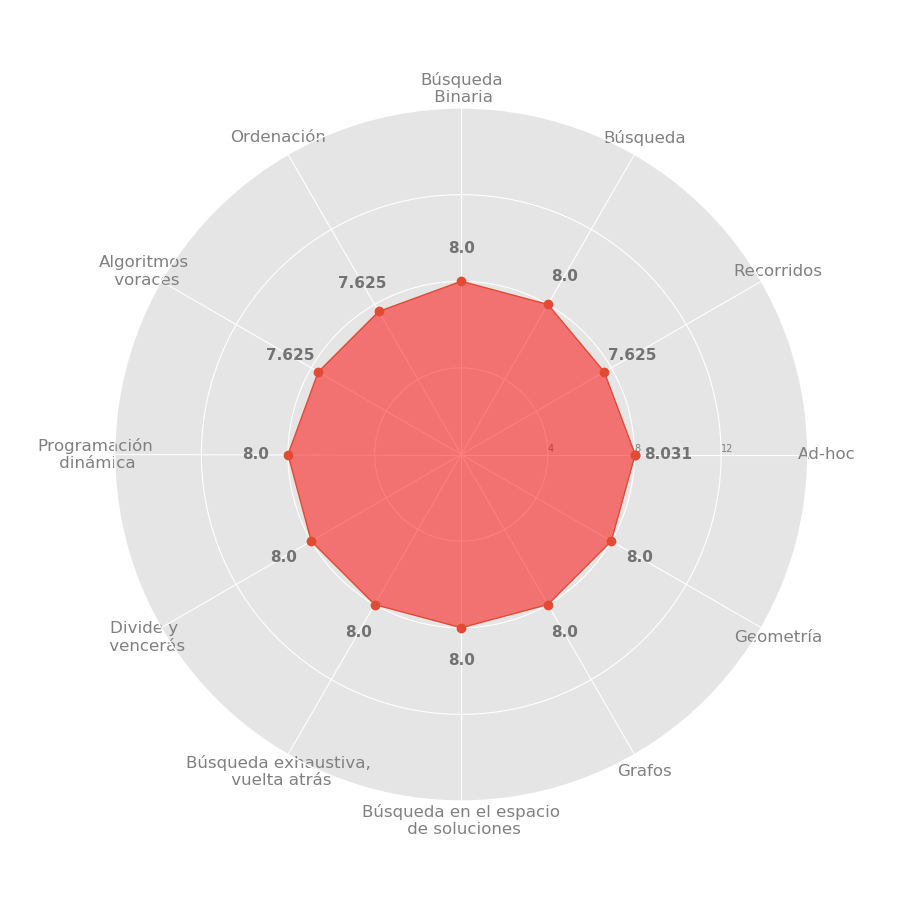 Búsqueda
Binaria
Ordenación
Búsqueda
8.0
Algoritmos
voraces
7.625
8.0
Recorridos
7.625
7.625
Programación
dinámica
8.0
4
8
12
8.031
Ad-hoc
8.0
8.0
Divide y
vencerás
8.0
8.0
8.0
Geometría
Búsqueda exhaustiva,
vuelta atrás
Grafos
Búsqueda en el espacio
de soluciones